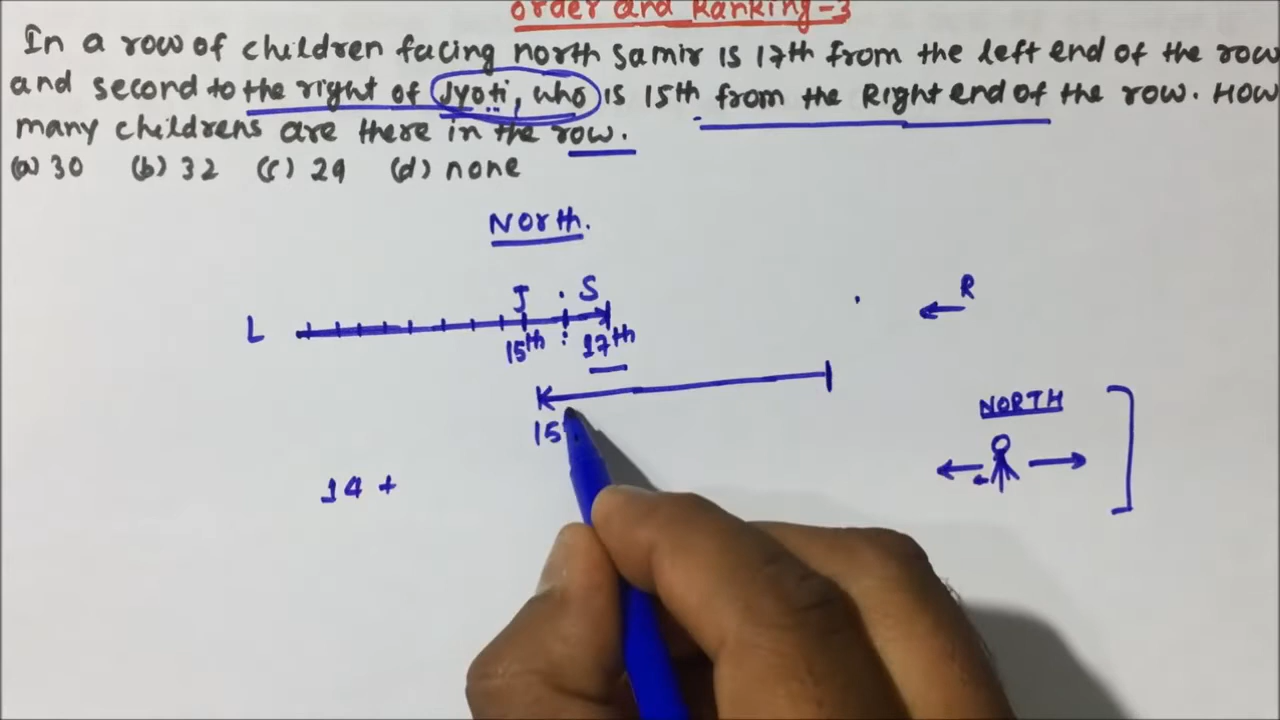 Order and Ranking-3
In a row of children facing north Samir is 17th from the left end of the row
and second to the right of Jyoti, who is 15th from the Right end of the row. How
many childrens are there in the row.
(a) 30 (b) 32 (c) 29 (d) none
North.
J . S
R
L
15th : 17th
NORTH
15
14 +